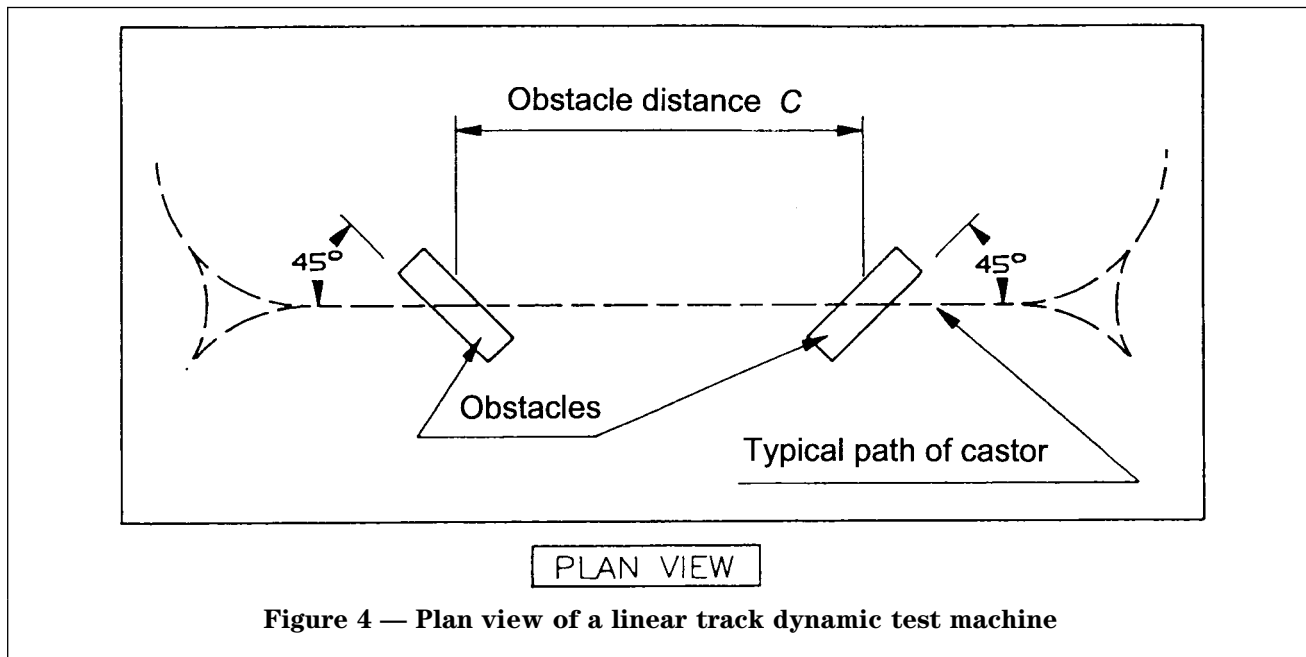 Obstacle distance C
45°
45°
Obstacles
Typical path of castor
PLAN VIEW
Figure 4 — Plan view of a linear track dynamic test machine